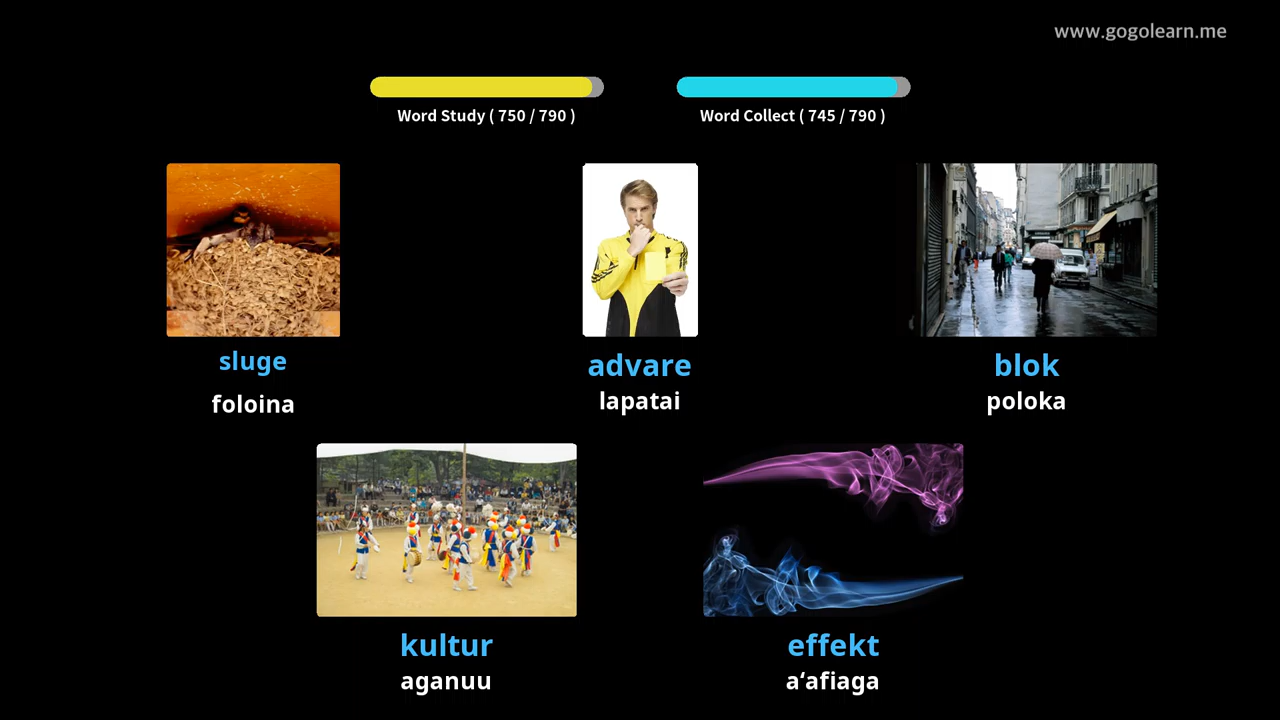 www.gogolearn.me
Word Study ( 750 / 790 )
Word Collect ( 745 / 790 )
sluge
foloina
advare
lapatai
blok
poloka
kultur
aganuu
effekt
a‘afiaga